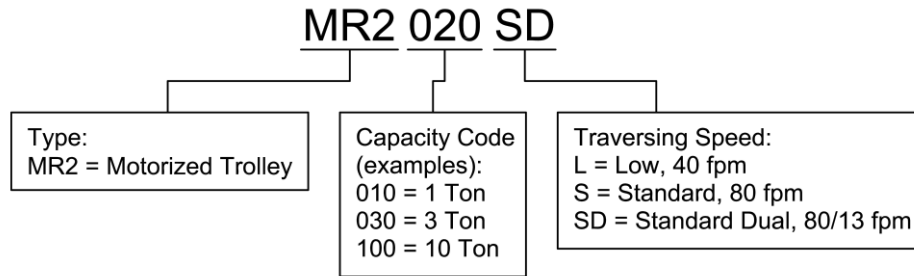 MR2 020 SD
Type:
MR2 = Motorized Trolley
Capacity Code
(examples):
010 = 1 Ton
030 = 3 Ton
100 = 10 Ton
Traversing Speed:
L = Low, 40 fpm
S = Standard, 80 fpm
SD = Standard Dual, 80/13 fpm